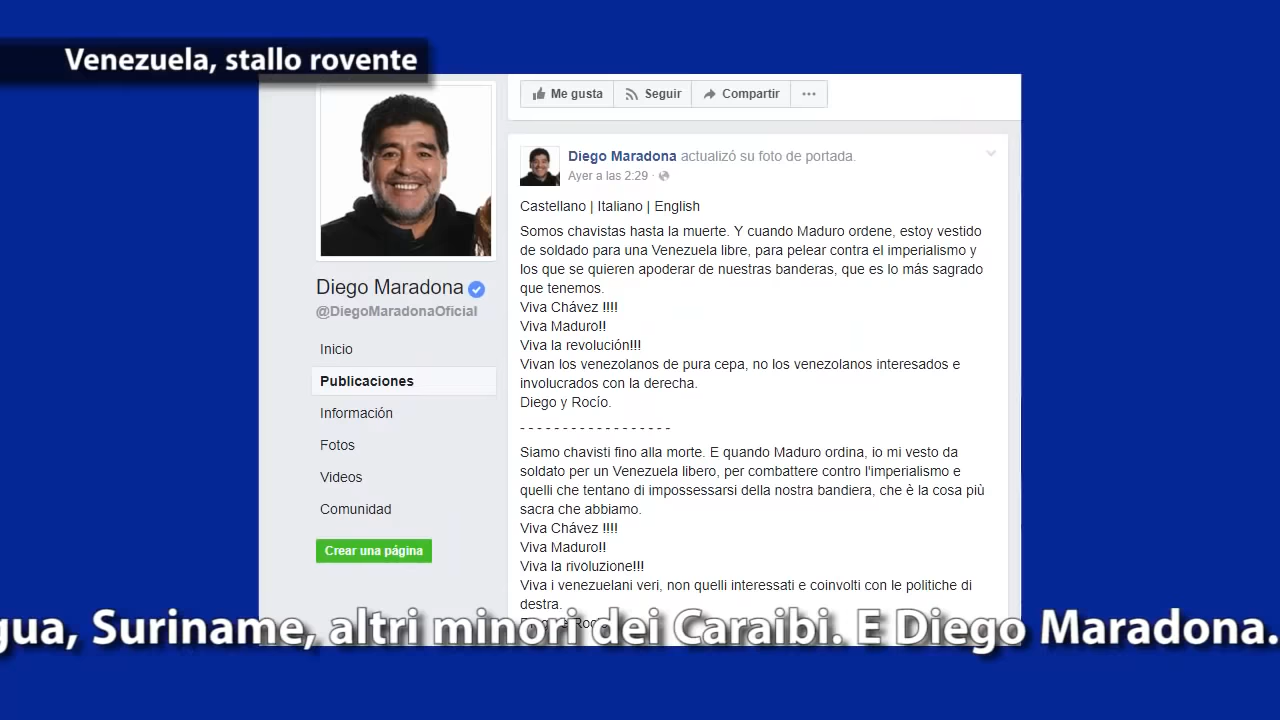 Venezuela, stallo rovente
Me gusta
Seguir
Compartir
Diego Maradona actualizó su foto de portada.
Ayer a las 2:29
Castellano | Italiano | English
Somos chavistas hasta la muerte. Y cuando Maduro ordene, estoy vestido
de soldado para una Venezuela libre, para pelear contra el imperialismo y
los que se quieren apoderar de nuestras banderas, que es lo más sagrado
que tenemos.
Viva Chávez !!!!
Viva Maduro!!
Viva la revolución!!!
Vivan los venezolanos de pura cepa, no los venezolanos interesados e
involucrados con la derecha.
Diego y Rocío.
- - - - - - - - - - - - - - - - - -
Siamo chavisti fino alla morte. E quando Maduro ordina, io mi vesto da
soldato per un Venezuela libero, per combattere contro l'imperialismo e
quelli che tentano di impossessarsi della nostra bandiera, che è la cosa più
sacra che abbiamo.
Viva Chávez !!!!
Viva Maduro!!
Viva la rivoluzione!!!
Viva i venezuelani veri, non quelli interessati e coinvolti con le politiche di
destra.
Diego Maradona
@DiegoMaradonaOficial
Inicio
Publicaciones
Información
Fotos
Videos
Comunidad
Crear una página
gua, Suriname, altri minori dei Caraibi. E Diego Maradona.